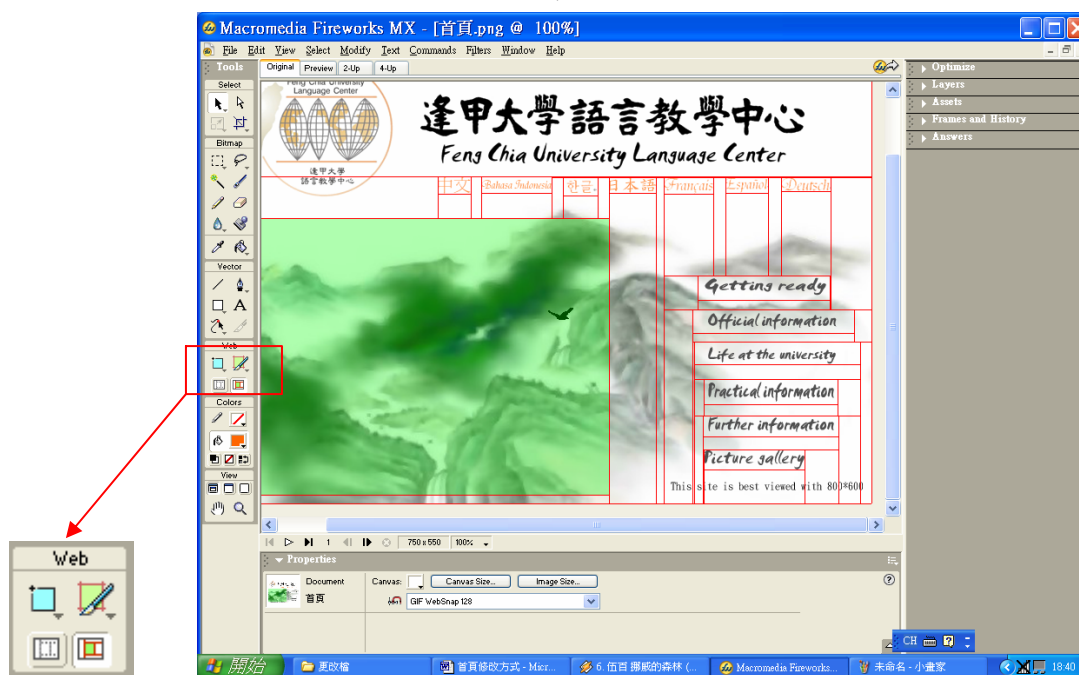 Macromedia Fireworks MX - [首頁.png @ 100%]
File Edit View Select Modify Text Commands Filters Window Help
Tools
Original Preview 2-Up 4-Up
Select
Bitmap
Vector
Web
Colors
View
Feng Chia University
Language Center
逢甲大學
語言教學中心
逢甲大學語言教學中心
Feng Chia University Language Center
中文 Bahasa Indonesia 한글. 日本語 Français Español Deutsch
Getting ready
Official information
Life at the university
Practical information
Further information
Picture gallery
This site is best viewed with 800*600
Optimize
Layers
Assets
Frames and History
Answers
1 750 x 550 100%
Properties
Document
首頁
Canvas: Canvas Size... Image Size...
GIF WebSnap 128
CH
開始 更改檔 首頁修改方式 - Micr... 6. 伍百 挪威的森林 (... Macromedia Fireworks... 未命名 - 小畫家 18:40
Web